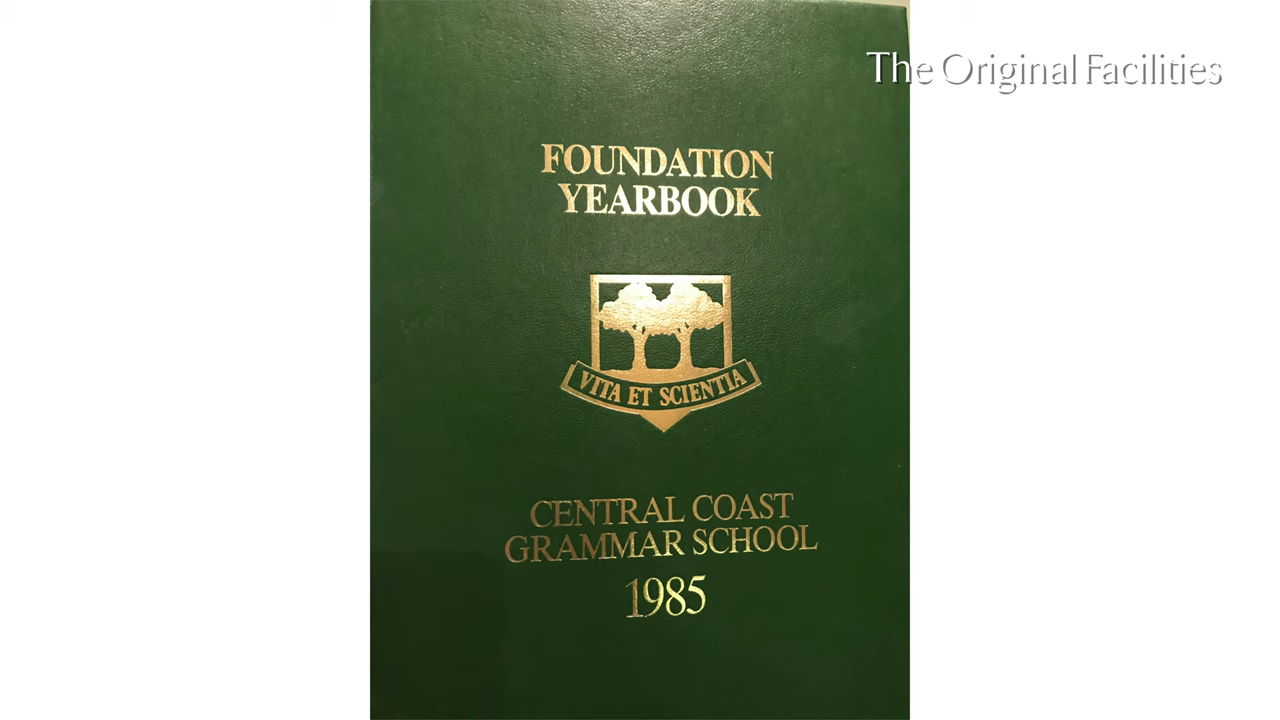 The Original Facilities
FOUNDATION
YEARBOOK
VITA ET SCIENTIA
CENTRAL COAST
GRAMMAR SCHOOL
1985